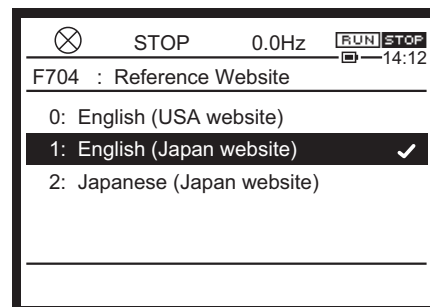 STOP 0.0Hz RUN STOP
14:12
F704 : Reference Website
0: English (USA website)
1: English (Japan website)
2: Japanese (Japan website)